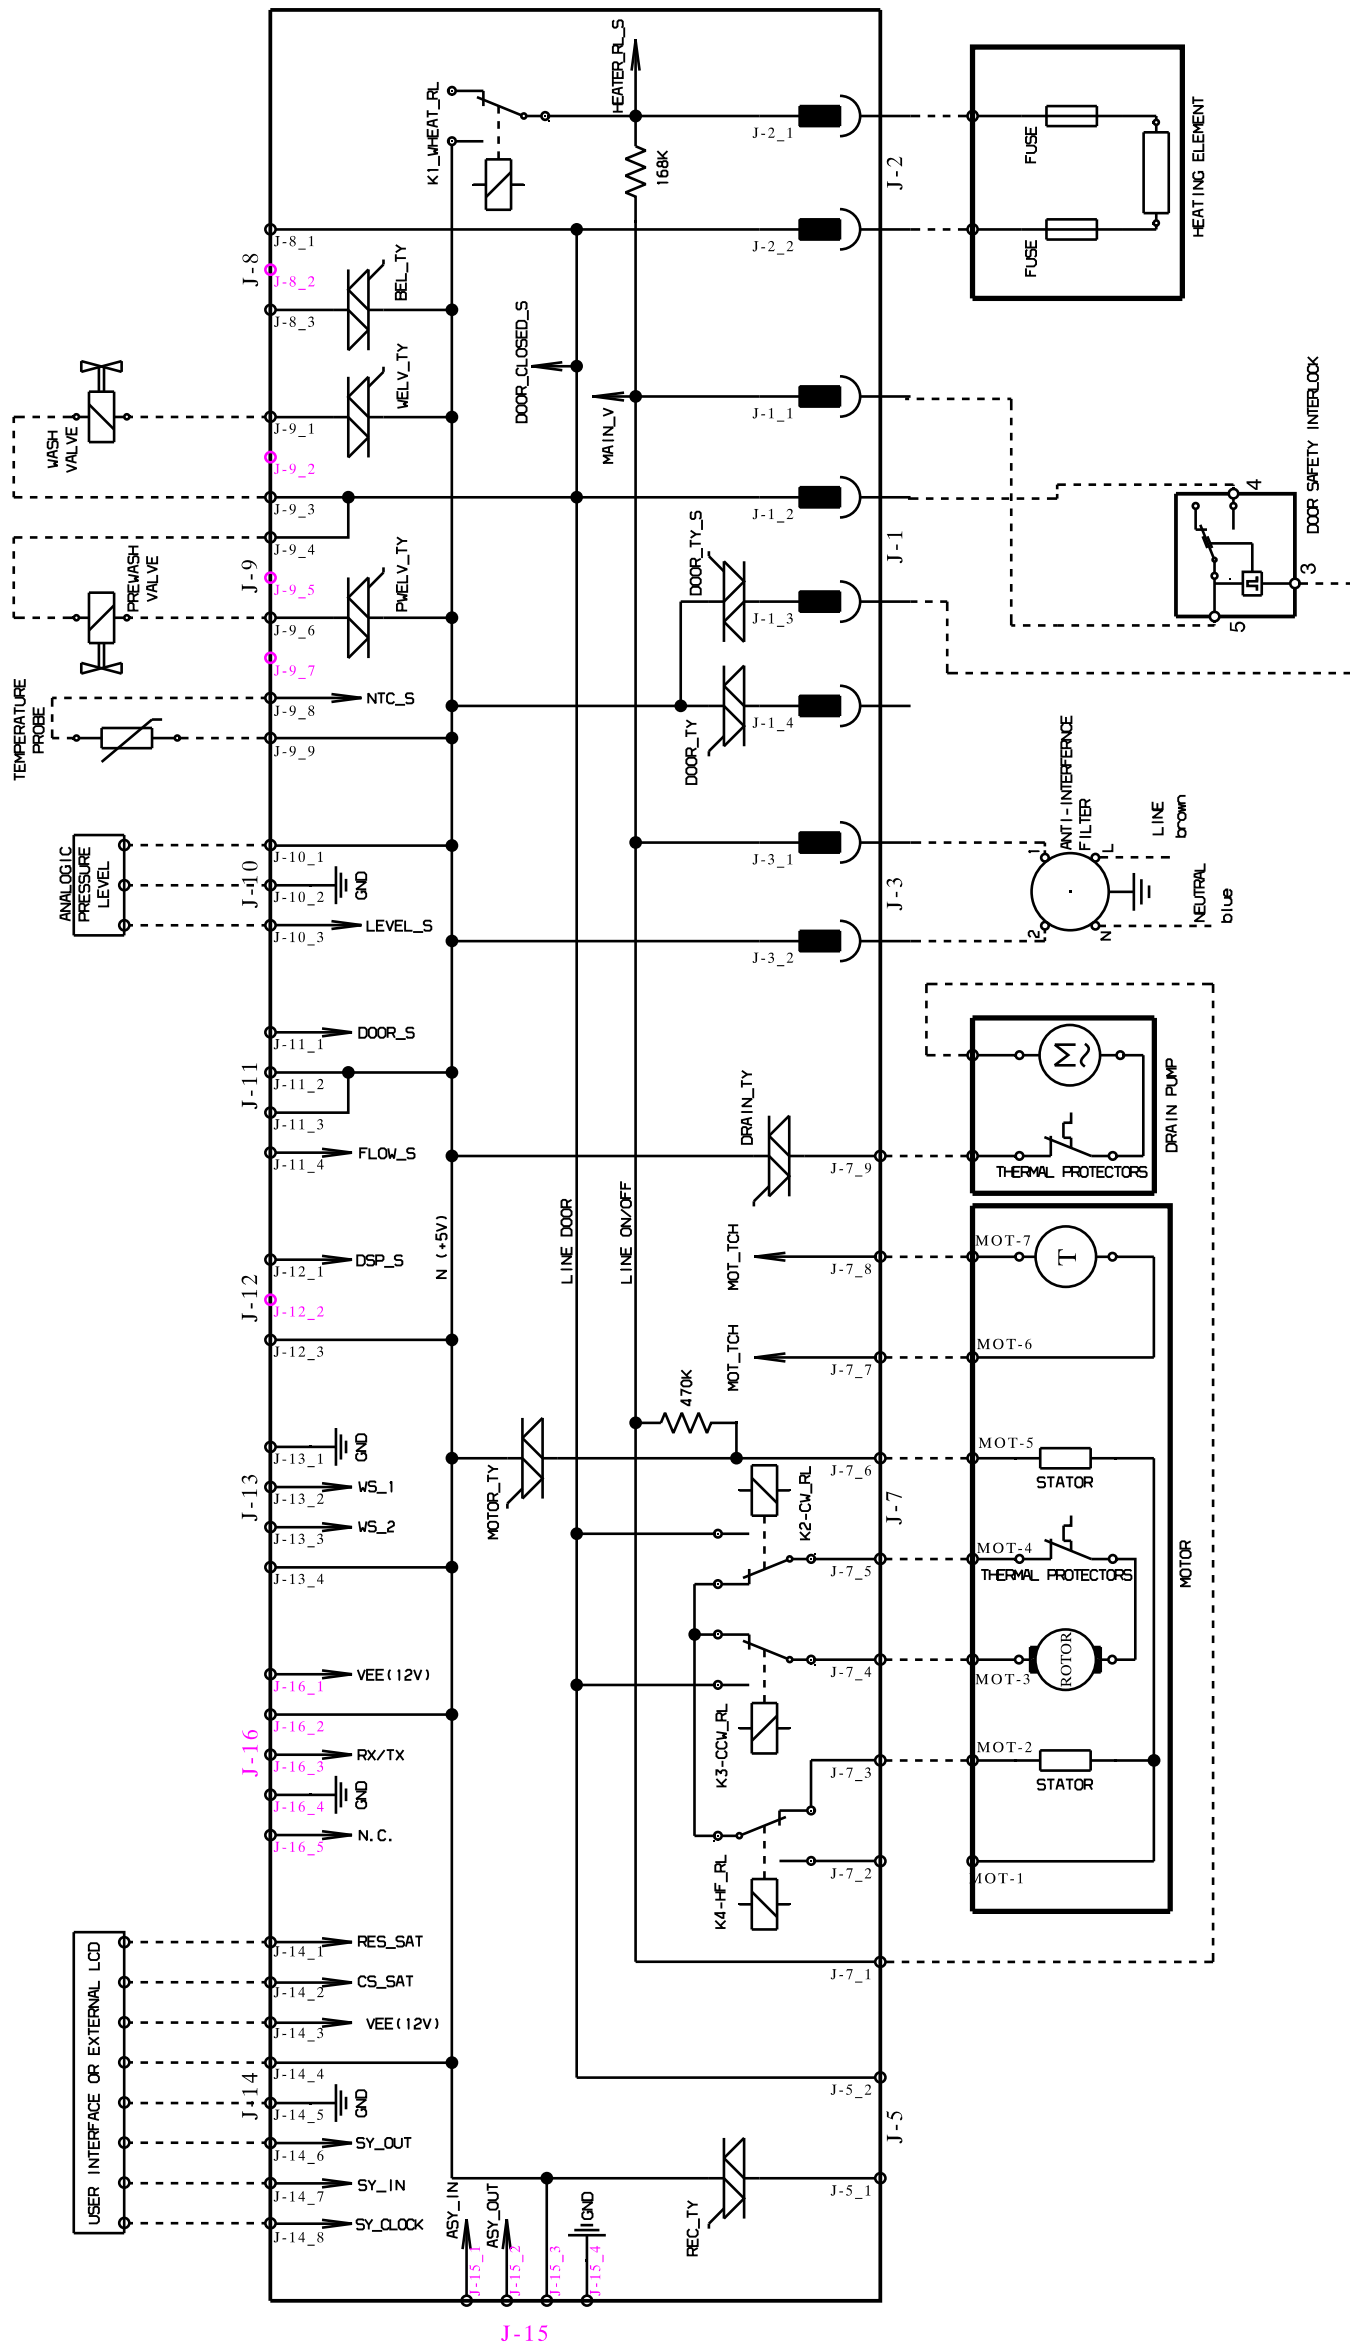 HEATER_RL_S
K1_WHEAT_RL
168K
J-2_1
J-2_2
J-2
FUSE
FUSE
HEATING ELEMENT
J-8
J-8_1
J-8_2
J-8_3
BEL_TY
WELV_TY
WASH
VALVE
J-9_1
J-9_2
J-9_3
J-9_4
J-9
J-9_5
J-9_6
J-9_7
J-9_8
J-9_9
PREWASH
VALVE
PWELV_TY
NTC_S
TEMPERATURE
PROBE
DOOR_CLOSED_S
MAIN_V
J-1_1
J-1_2
J-1
J-1_3
J-1_4
DOOR_TY_S
DOOR_TY
DOOR SAFETY INTERLOCK
4
3
5
ANALOGIC
PRESSURE
LEVEL
J-10
J-10_1
J-10_2
J-10_3
GND
LEVEL_S
J-3_1
J-3
J-3_2
ANTI-INTERFERNCE
FILTER
1
2
L
N
LINE
brown
NEUTRAL
blue
J-11
J-11_1
J-11_2
J-11_3
J-11_4
DOOR_S
FLOW_S
DRAIN_TY
J-7_9
M
THERMAL PROTECTORS
DRAIN PUMP
N (+5V)
LINE DOOR
LINE ON/OFF
J-12
J-12_1
J-12_2
J-12_3
DSP_S
MOT_TCH
MOT_TCH
J-7_8
J-7_7
MOT-7
T
MOT-6
J-13
J-13_1
J-13_2
J-13_3
J-13_4
GND
WS_1
WS_2
MOTOR_TY
470K
J-7_6
J-7
K2-CW_RL
J-7_5
J-7_4
K3-CCW_RL
J-7_3
K4-HF_RL
J-7_2
J-7_1
MOT-5
STATOR
MOT-4
THERMAL PROTECTORS
ROTOR
MOT-3
MOT-2
STATOR
MOT-1
MOTOR
J-16
J-16_1
J-16_2
J-16_3
J-16_4
J-16_5
VEE(12V)
RX/TX
GND
N.C.
USER INTERFACE OR EXTERNAL LCD
J-14
J-14_1
J-14_2
J-14_3
J-14_4
J-14_5
J-14_6
J-14_7
J-14_8
RES_SAT
CS_SAT
VEE(12V)
GND
SY_OUT
SY_IN
SY_CLOCK
J-5_2
J-5
J-5_1
REC_TY
ASY_IN
ASY_OUT
GND
J-15_1
J-15_2
J-15_3
J-15_4
J-15